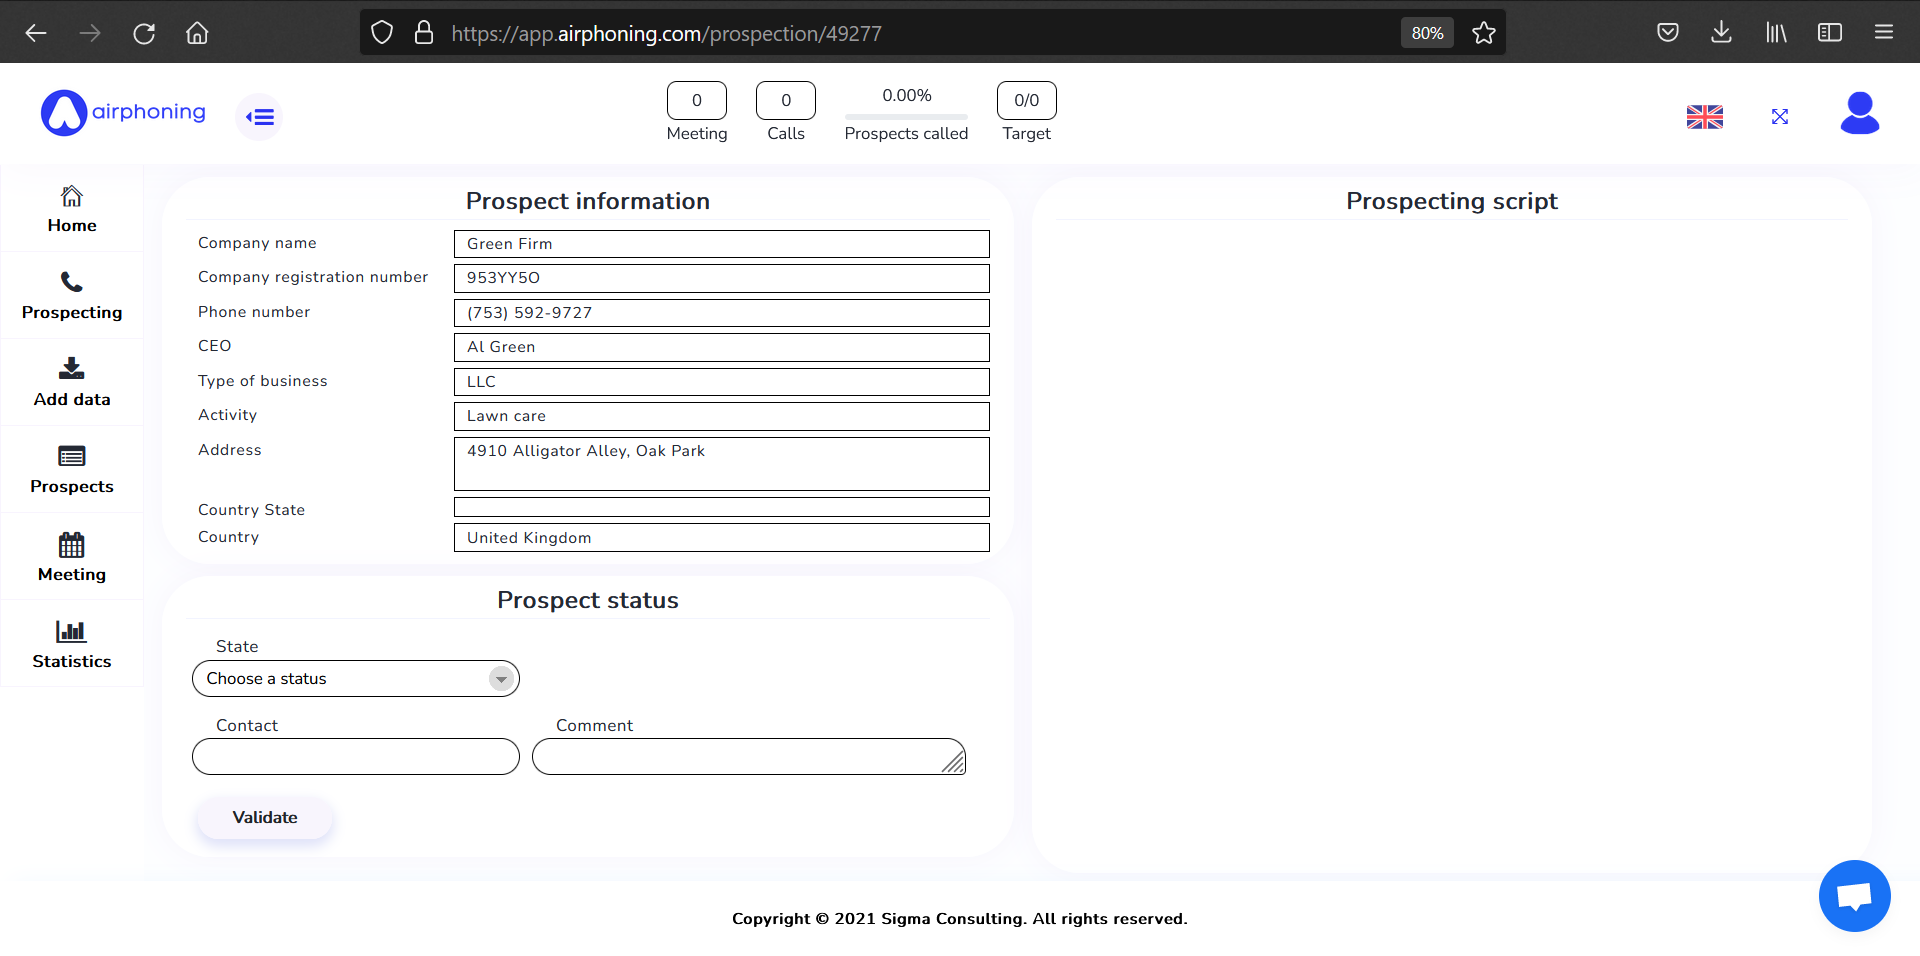 https://app.airphoning.com/prospection/49277
80%
airphoning
0
Meeting
0
Calls
0.00%
Prospects called
0/0
Target
Home
Prospecting
Add data
Prospects
Meeting
Statistics
Prospect information
Company name
Green Firm
Company registration number
953YY5O
Phone number
(753) 592-9727
CEO
Al Green
Type of business
LLC
Activity
Lawn care
Address
4910 Alligator Alley, Oak Park
Country State
Country
United Kingdom
Prospect status
State
Choose a status
Contact
Comment
Validate
Prospecting script
Copyright © 2021 Sigma Consulting. All rights reserved.